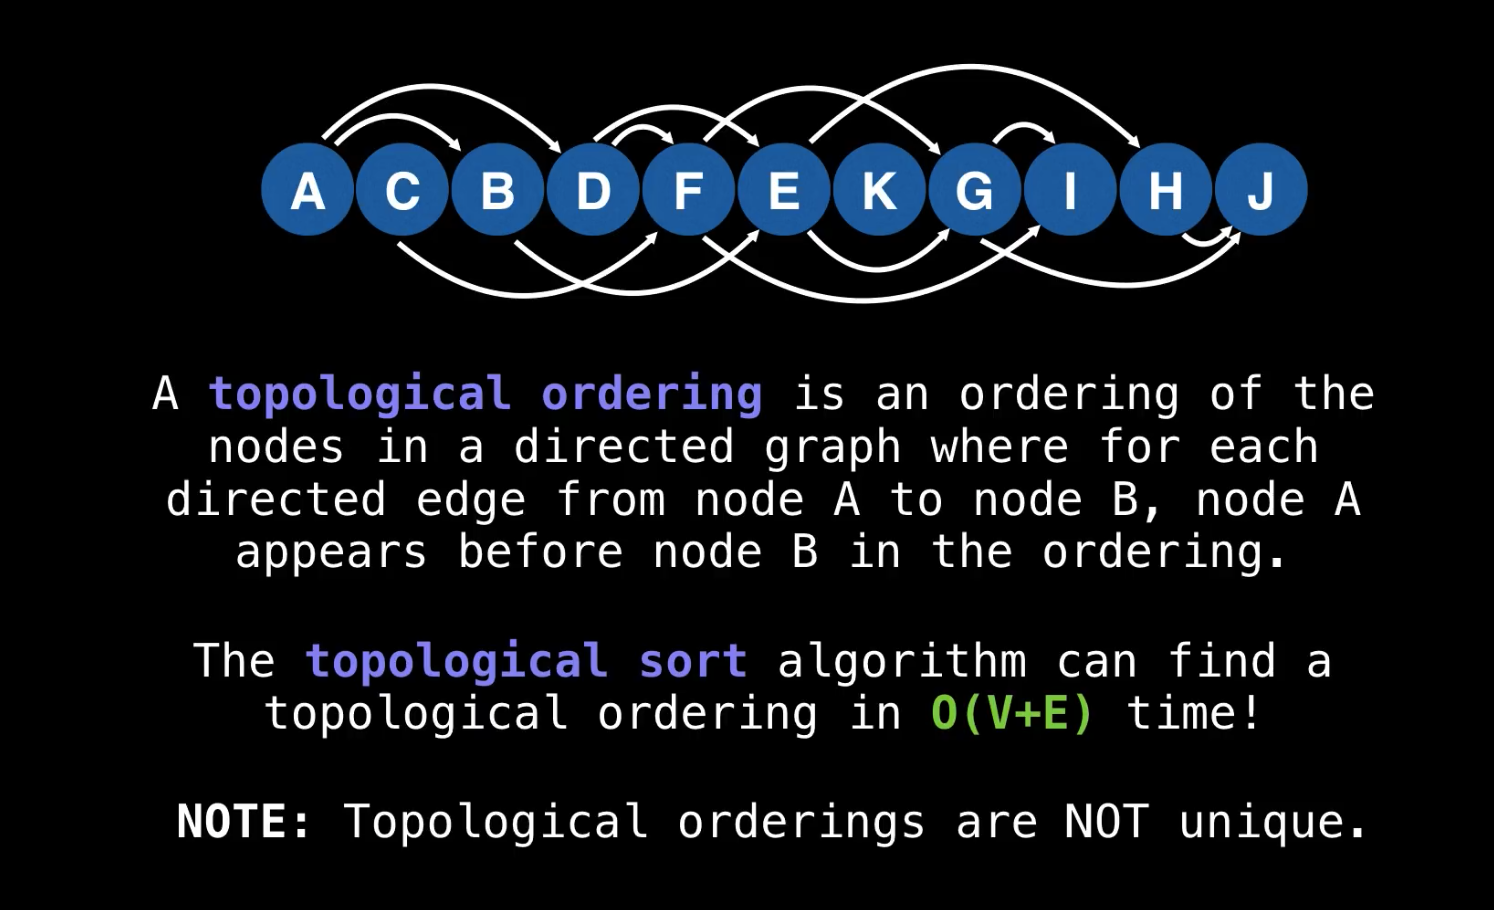 A C B D F E K G I H J
A topological ordering is an ordering of the
nodes in a directed graph where for each
directed edge from node A to node B, node A
appears before node B in the ordering.
The topological sort algorithm can find a
topological ordering in O(V+E) time!
NOTE: Topological orderings are NOT unique.